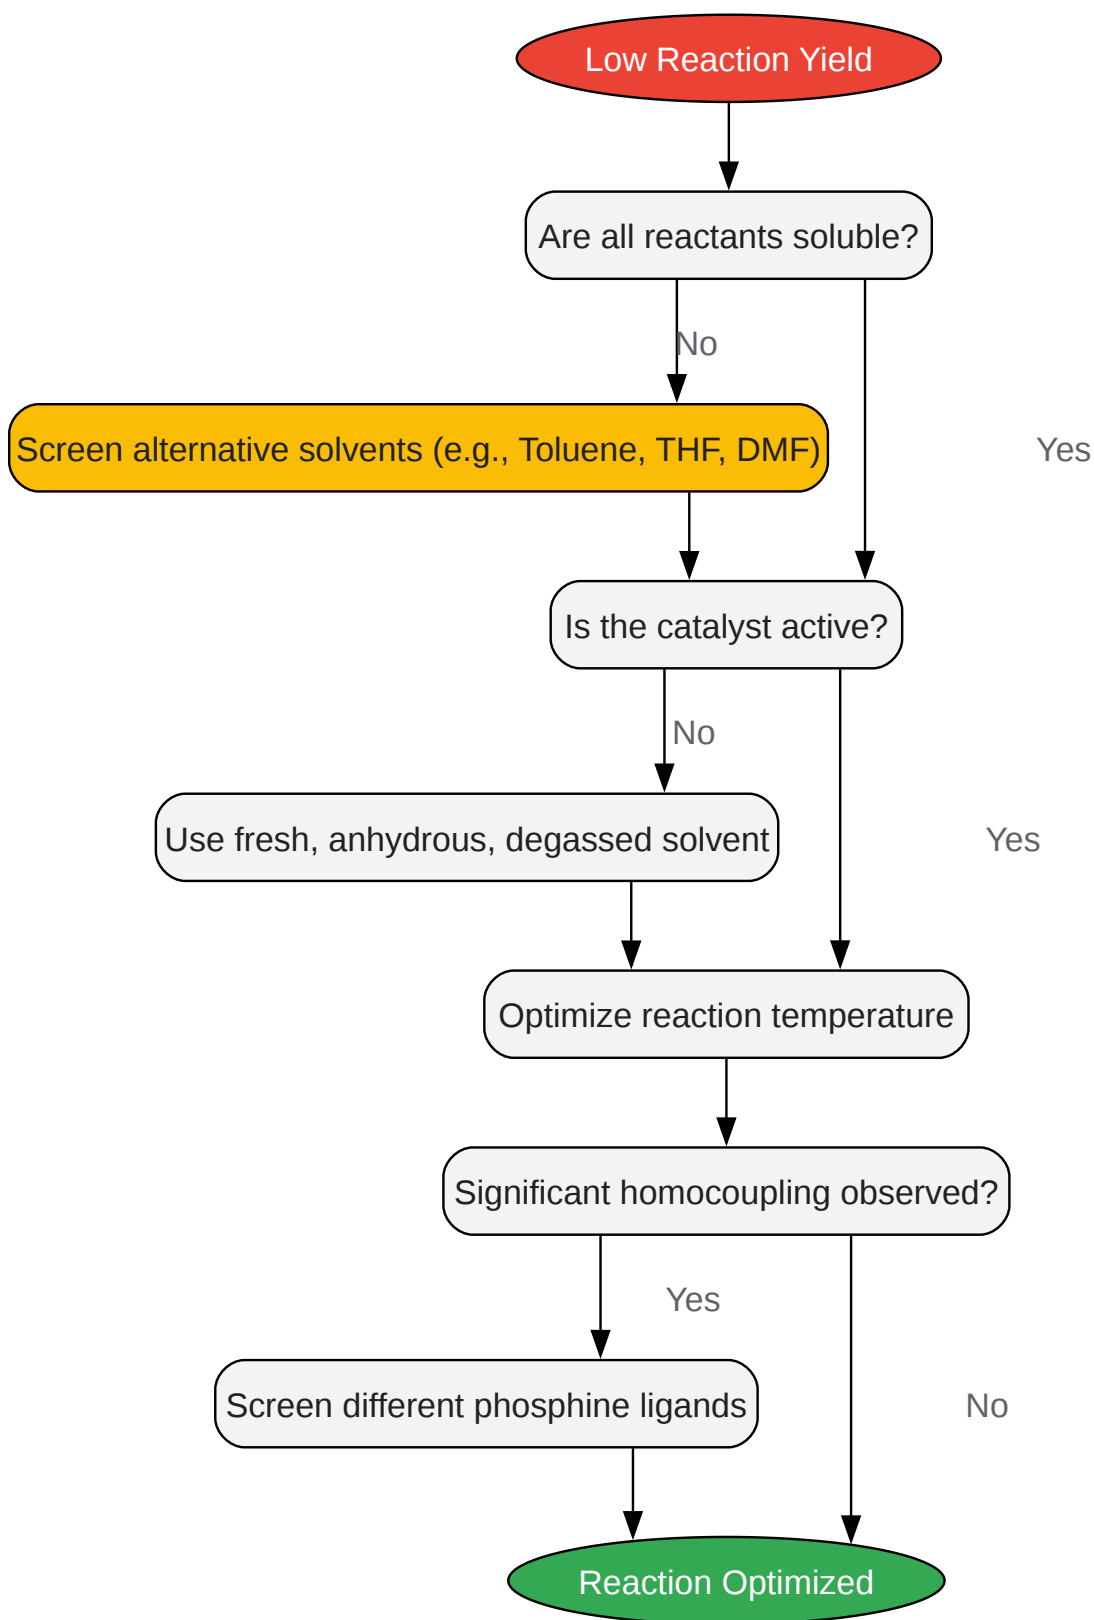 Low Reaction Yield
Are all reactants soluble?
No
Screen alternative solvents (e.g., Toluene, THF, DMF)
Yes
Is the catalyst active?
No
Use fresh, anhydrous, degassed solvent
Yes
Optimize reaction temperature
Significant homocoupling observed?
Yes
Screen different phosphine ligands
No
Reaction Optimized